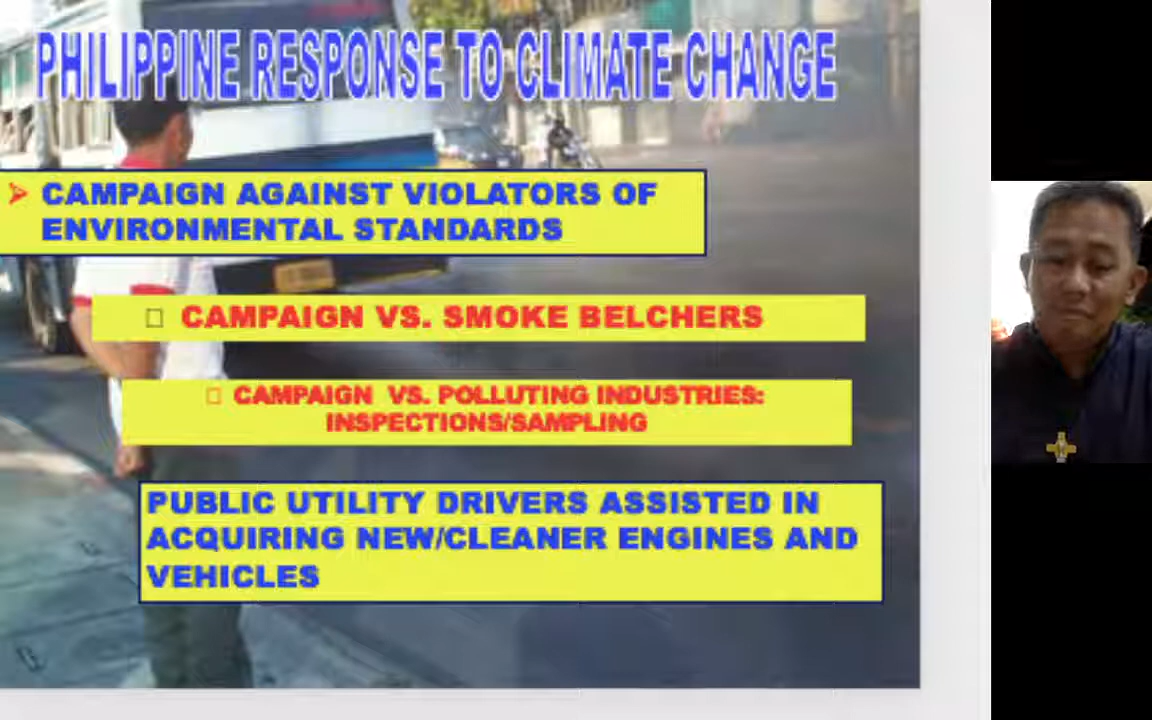 PHILIPPINE RESPONSE TO CLIMATE CHANGE
CAMPAIGN AGAINST VIOLATORS OF
ENVIRONMENTAL STANDARDS
CAMPAIGN VS. SMOKE BELCHERS
CAMPAIGN VS. POLLUTING INDUSTRIES:
INSPECTIONS/SAMPLING
PUBLIC UTILITY DRIVERS ASSISTED IN
ACQUIRING NEW/CLEANER ENGINES AND
VEHICLES